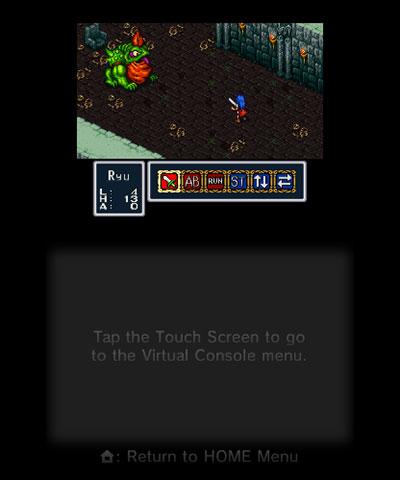 Ryu
L: 4
H: 13
A: 0
AB RUN ST
Tap the Touch Screen to go
to the Virtual Console menu.
: Return to HOME Menu